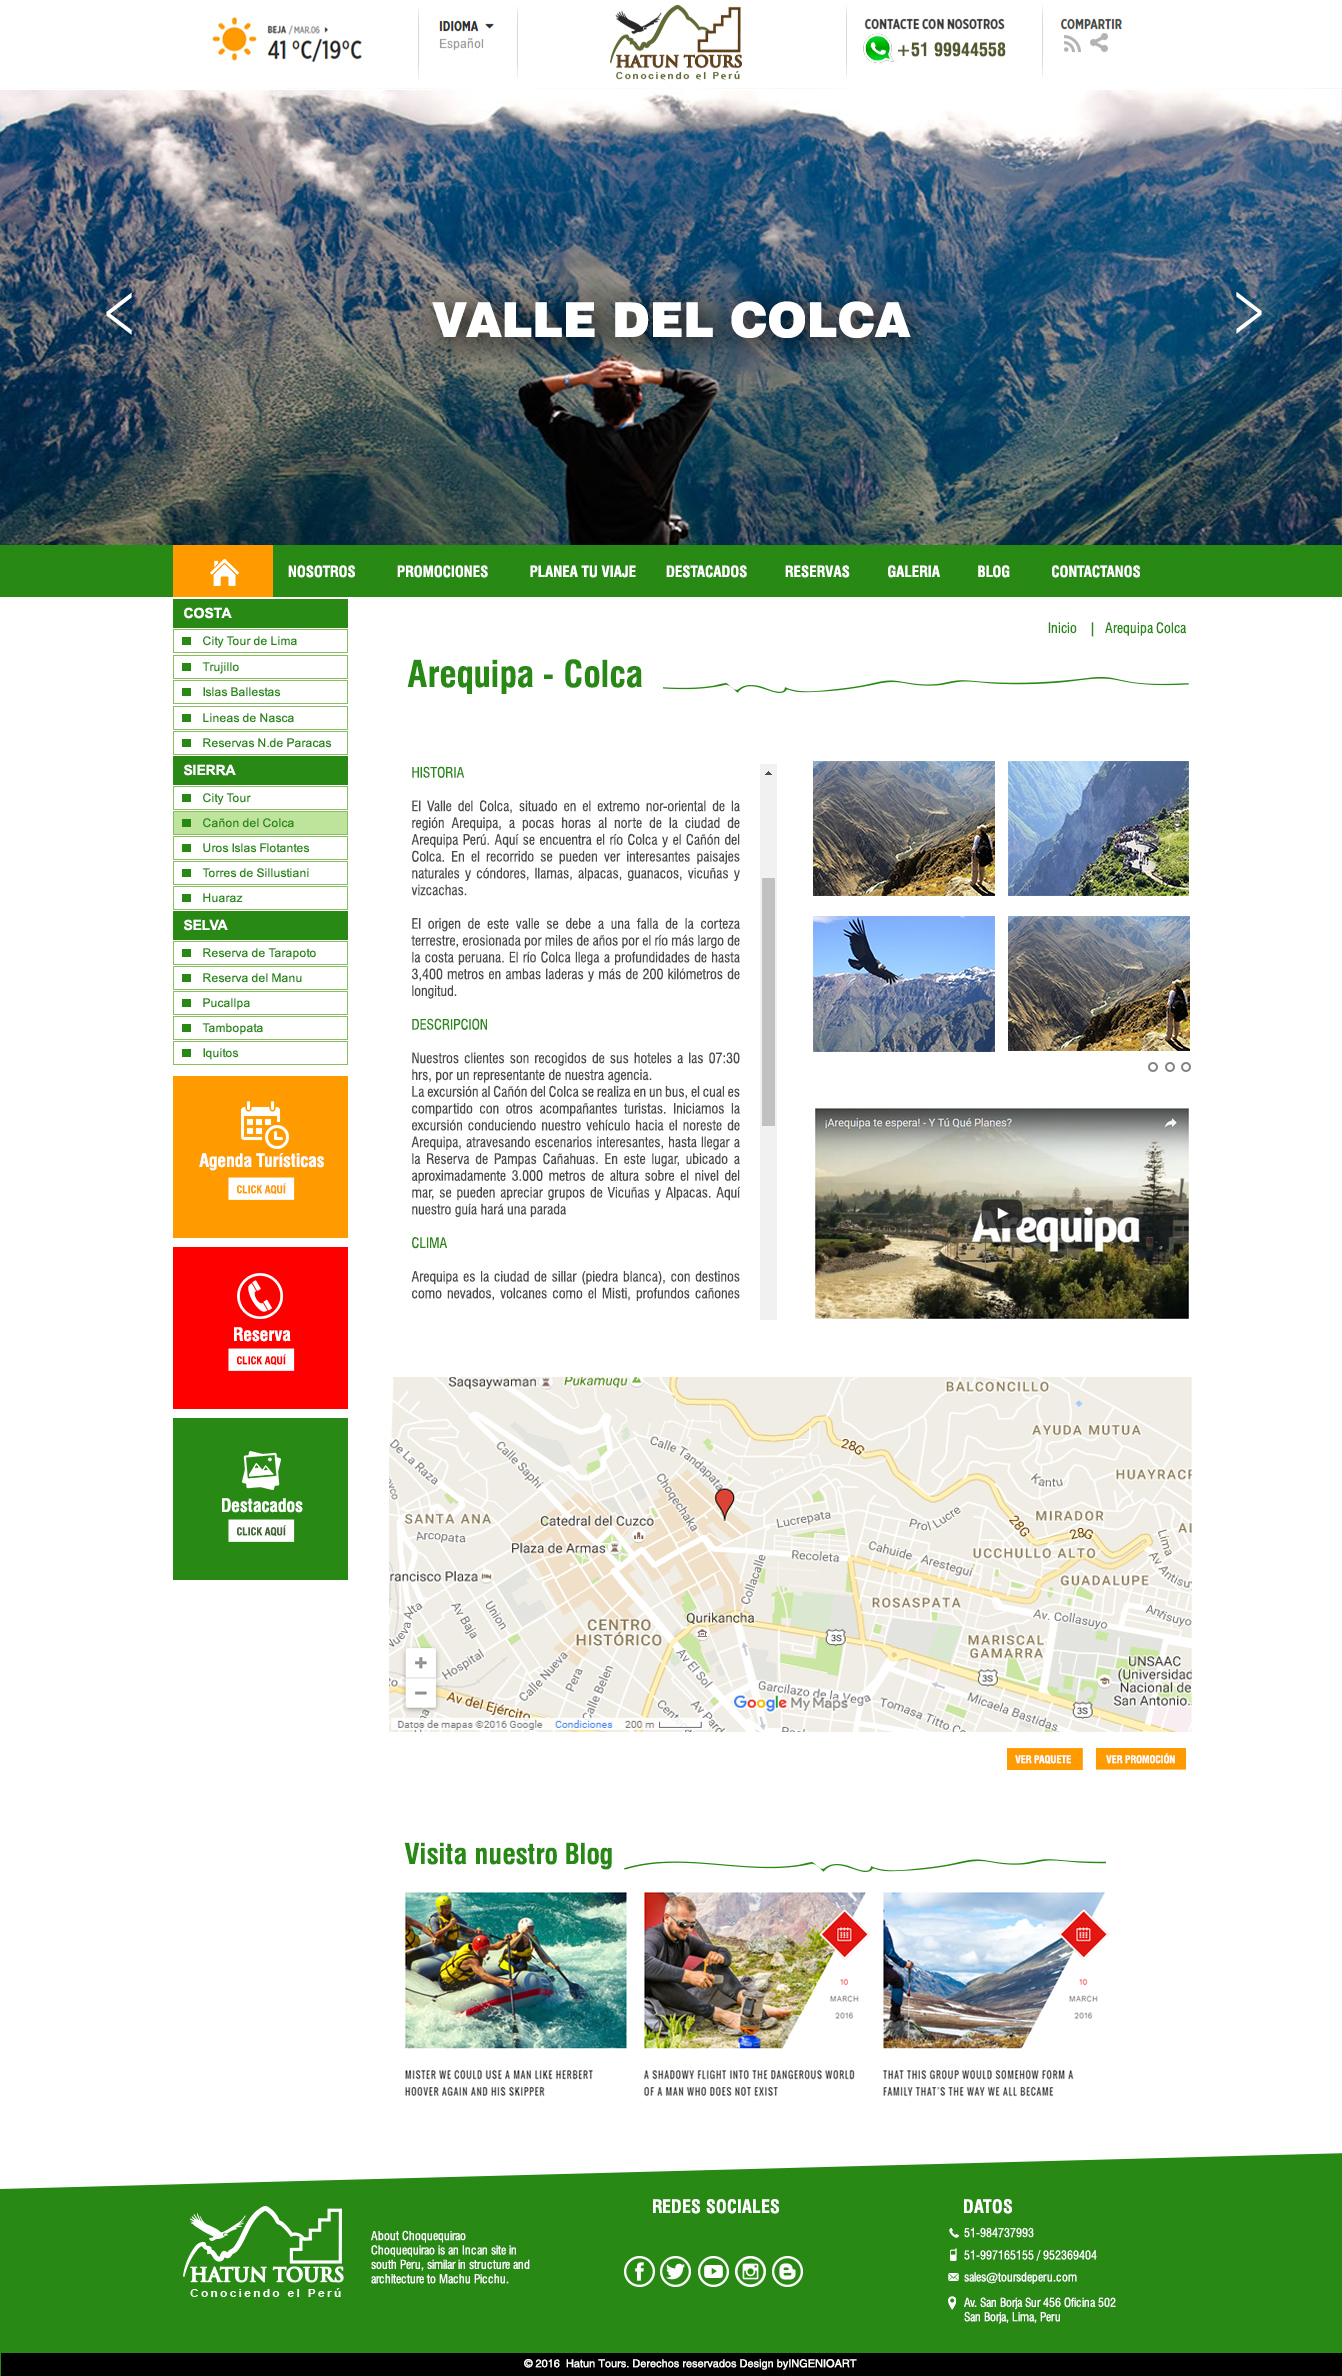 BEJA / MAR.06
41 °C/19°C
IDIOMA
Español
HATUN TOURS
Conociendo el Perú
CONTACTE CON NOSOTROS
+51 99944558
COMPARTIR
VALLE DEL COLCA
NOSOTROS PROMOCIONES PLANEA TU VIAJE DESTACADOS RESERVAS GALERIA BLOG CONTACTANOS
COSTA
City Tour de Lima
Trujillo
Islas Ballestas
Lineas de Nasca
Reservas N.de Paracas
SIERRA
City Tour
Cañon del Colca
Uros Islas Flotantes
Torres de Sillustiani
Huaraz
SELVA
Reserva de Tarapoto
Reserva del Manu
Pucallpa
Tambopata
Iquitos
Agenda Turísticas
CLICK AQUÍ
Reserva
CLICK AQUÍ
Destacados
CLICK AQUÍ
Inicio | Arequipa Colca
Arequipa - Colca
HISTORIA
El Valle del Colca, situado en el extremo nor-oriental de la
región Arequipa, a pocas horas al norte de la ciudad de
Arequipa Perú. Aquí se encuentra el río Colca y el Cañón del
Colca. En el recorrido se pueden ver interesantes paisajes
naturales y cóndores, llamas, alpacas, guanacos, vicuñas y
vizcachas.
El origen de este valle se debe a una falla de la corteza
terrestre, erosionada por miles de años por el río más largo de
la costa peruana. El río Colca llega a profundidades de hasta
3,400 metros en ambas laderas y más de 200 kilómetros de
longitud.
DESCRIPCION
Nuestros clientes son recogidos de sus hoteles a las 07:30
hrs, por un representante de nuestra agencia.
La excursión al Cañón del Colca se realiza en un bus, el cual es
compartido con otros acompañantes turistas. Iniciamos la
excursión conduciendo nuestro vehículo hacia el noreste de
Arequipa, atravesando escenarios interesantes, hasta llegar a
la Reserva de Pampas Cañahuas. En este lugar, ubicado a
aproximadamente 3.000 metros de altura sobre el nivel del
mar, se pueden apreciar grupos de Vicuñas y Alpacas. Aquí
nuestro guía hará una parada
CLIMA
Arequipa es la ciudad de sillar (piedra blanca), con destinos
como nevados, volcanes como el Misti, profundos cañones
¡Arequipa te espera! - Y Tú Qué Planes?
Arequipa
Saqsaywaman
Pukamuqu
BALCONCILLO
AYUDA MUTUA
De La Raza
Calle Saphi
Calle Tandapata
28G
Kantu
HUAYRACP
Choqechaka
SANTA ANA
Arcopata
Catedral del Cuzco
Plaza de Armas
Lucrepata
Prol Lucre
28G
MIRADOR
28G
AL
Lima
Recoleta
Cahuide
Arestegui
UCCHULLO ALTO
Av Antisuyo
rancisco Plaza
Collacalle
GUADALUPE
Nueva Alta
Av Baja
Union
ROSASPATA
Av. Collasuyo
Antisuyo
CENTRO
HISTÓRICO
Qurikancha
3S
3S
MARISCAL
GAMARRA
3S
UNSAAC
(Universidad
Nacional de
San Antonio..
Hospital
Calle Nueva
Pera
Calle Belen
Av El Sol
Av Pardo
Garcilazo de la Vega
Tomasa Titto Co
Micaela Bastidas
3S
Av del Ejército
Google My Maps
Datos de mapas ©2016 Google Condiciones 200 m
VER PAQUETE VER PROMOCIÓN
Visita nuestro Blog
10
MARCH
2016
10
MARCH
2016
MISTER WE COULD USE A MAN LIKE HERBERT
HOOVER AGAIN AND HIS SKIPPER
A SHADOWY FLIGHT INTO THE DANGEROUS WORLD
OF A MAN WHO DOES NOT EXIST
THAT THIS GROUP WOULD SOMEHOW FORM A
FAMILY THAT'S THE WAY WE ALL BECAME
HATUN TOURS
Conociendo el Perú
About Choquequirao
Choquequirao is an Incan site in
south Peru, similar in structure and
architecture to Machu Picchu.
REDES SOCIALES
DATOS
51-984737993
51-997165155 / 952369404
sales@toursdeperu.com
Av. San Borja Sur 456 Oficina 502
San Borja, Lima, Peru
© 2016 Hatun Tours. Derechos reservados Design byINGENIOART